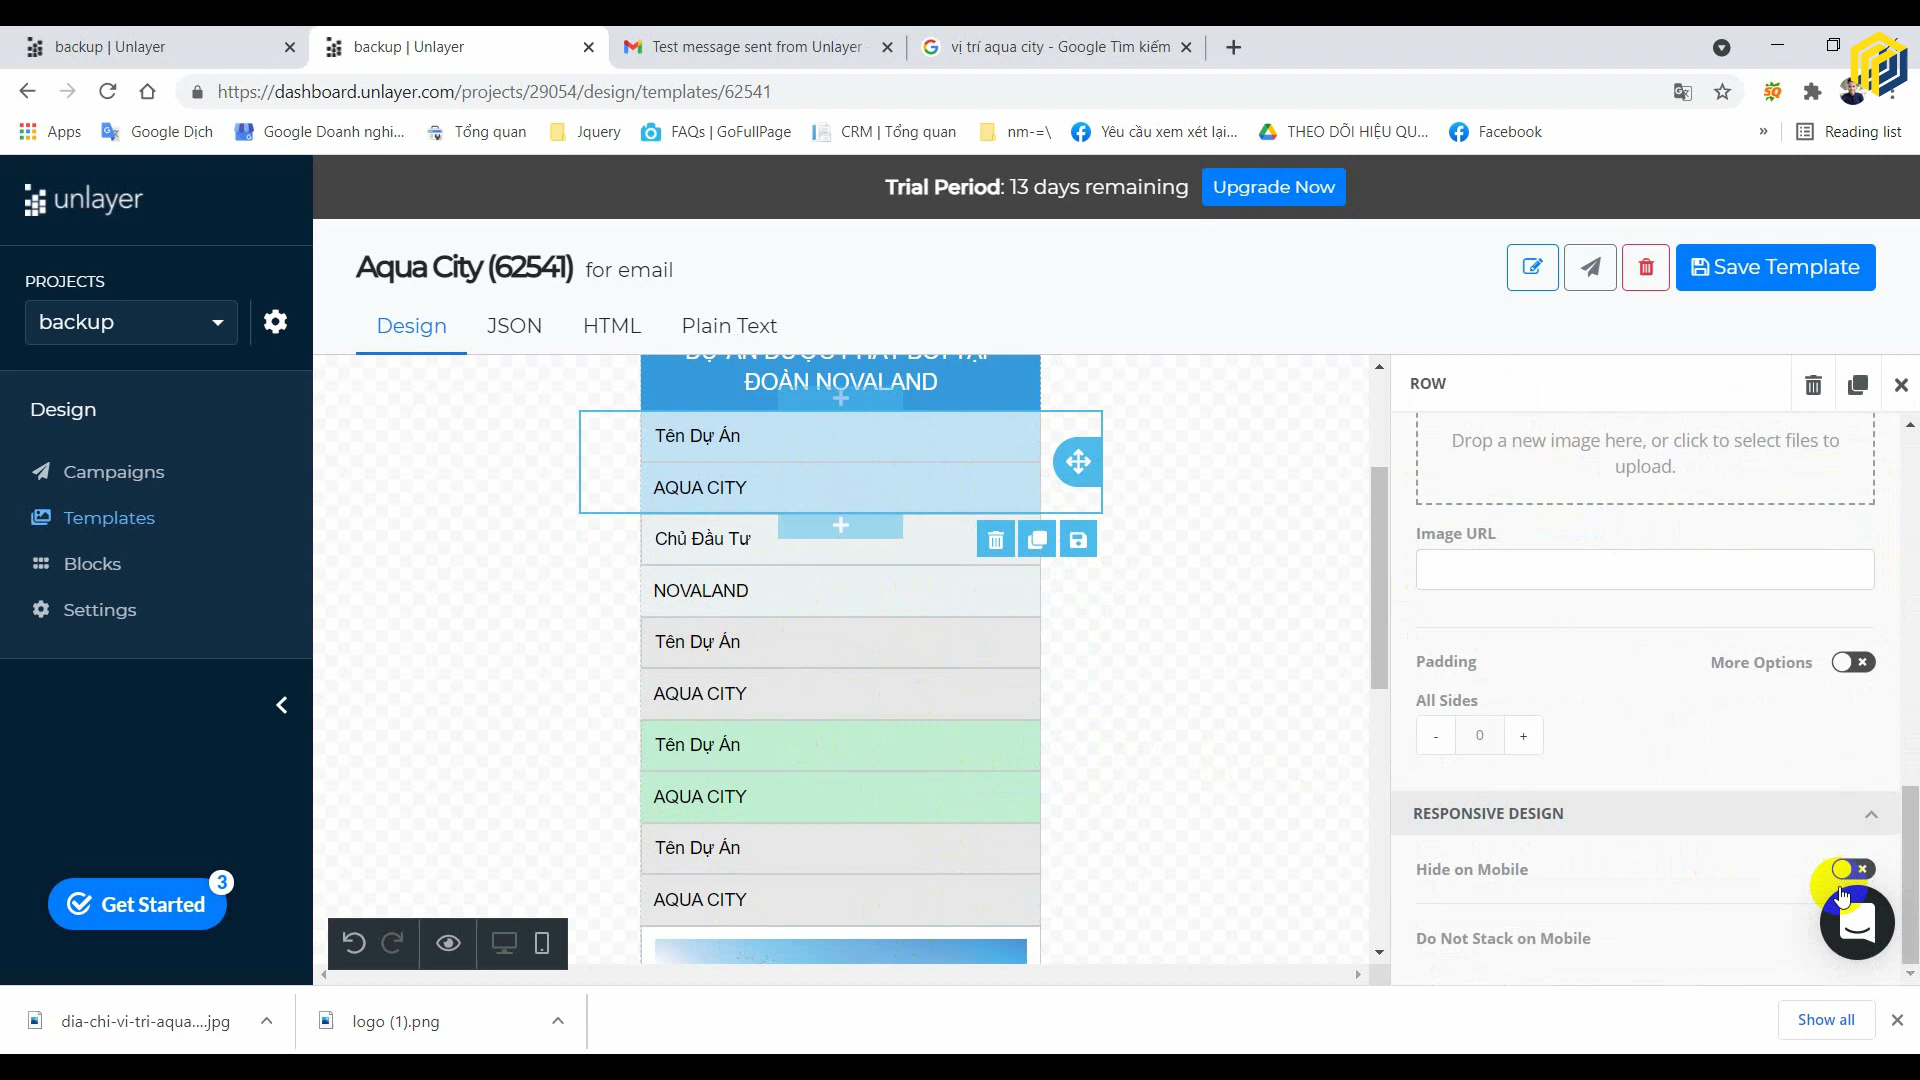 backup | Unlayer
backup | Unlayer
Test message sent from Unlayer
vị trí aqua city - Google Tìm kiếm
https://dashboard.unlayer.com/projects/29054/design/templates/62541
Apps
Google Dịch
Google Doanh nghi...
Tổng quan
Jquery
FAQs | GoFullPage
CRM | Tổng quan
nm-=\
Yêu cầu xem xét lại...
THEO DÕI HIỆU QU...
Facebook
»
Reading list
unlayer
Trial Period: 13 days remaining
Upgrade Now
PROJECTS
backup
Aqua City (62541) for email
Save Template
Design
JSON
HTML
Plain Text
Design
Campaigns
Templates
Blocks
Settings
Get Started
3
ĐOÀN NOVALAND
Tên Dự Án
AQUA CITY
Chủ Đầu Tư
NOVALAND
Tên Dự Án
AQUA CITY
Tên Dự Án
AQUA CITY
Tên Dự Án
AQUA CITY
ROW
Drop a new image here, or click to select files to
upload.
Image URL
Padding
More Options
All Sides
- 0 +
RESPONSIVE DESIGN
Hide on Mobile
Do Not Stack on Mobile
dia-chi-vi-tri-aqua....jpg
logo (1).png
Show all